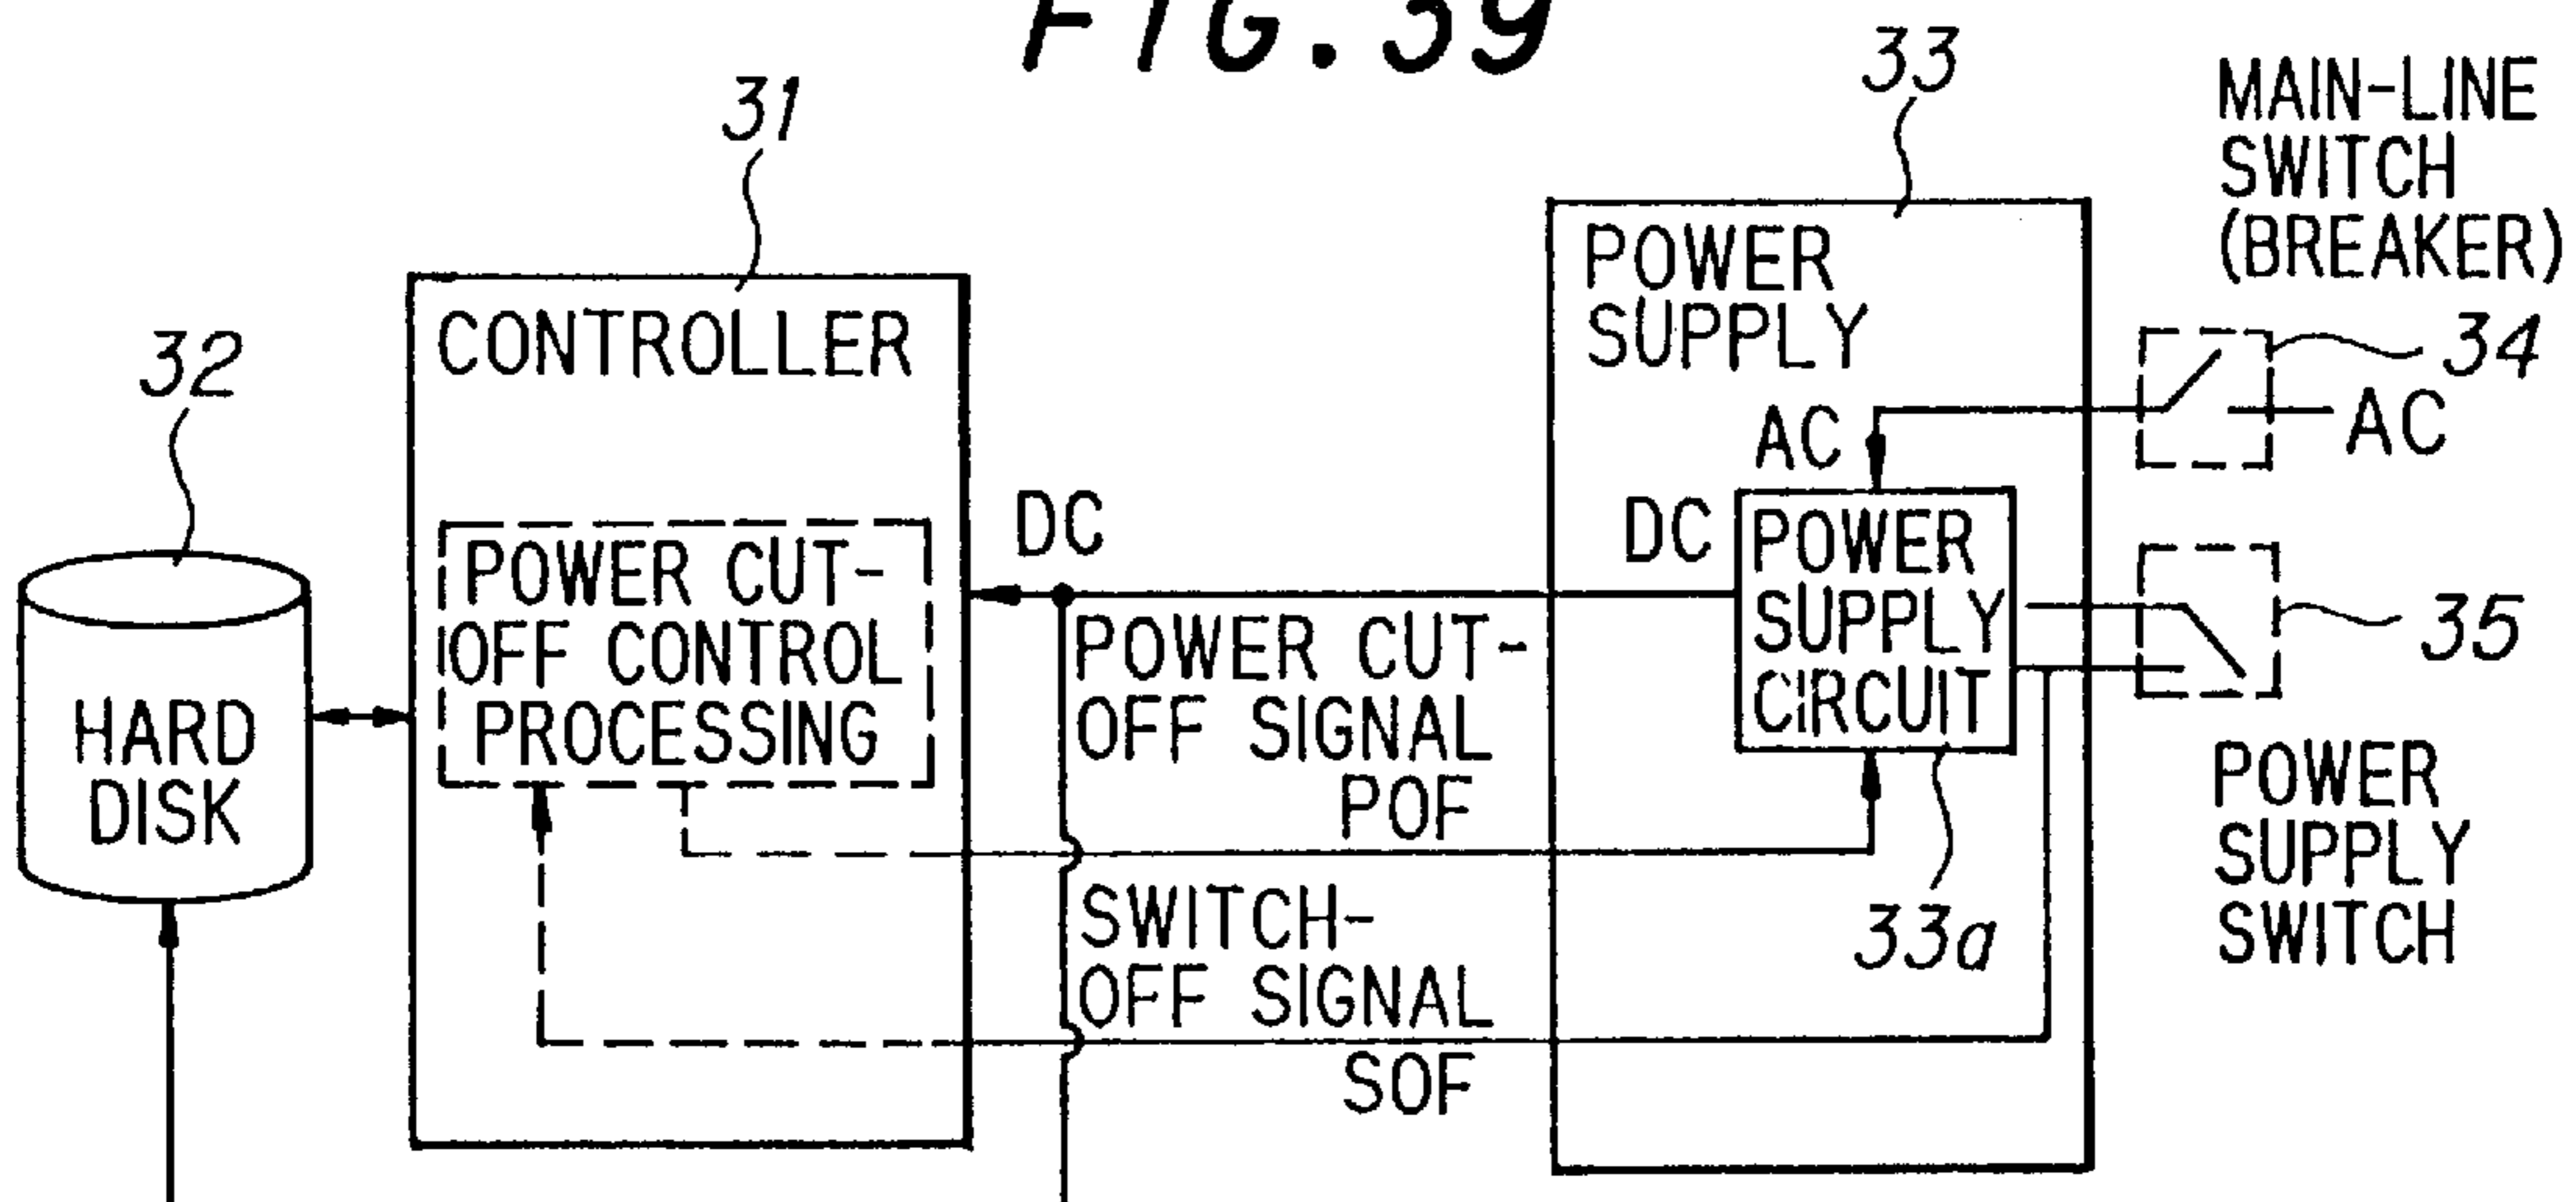 FIG.39
31
33
MAIN-LINE
SWITCH
(BREAKER)
32
CONTROLLER
POWER
SUPPLY
34
AC
AC
DC
DC
POWER CUT-
OFF CONTROL
PROCESSING
POWER
SUPPLY
CIRCUIT
35
HARD
DISK
POWER CUT-
OFF SIGNAL
POF
POWER
SUPPLY
SWITCH
SWITCH-
OFF SIGNAL
SOF
33a